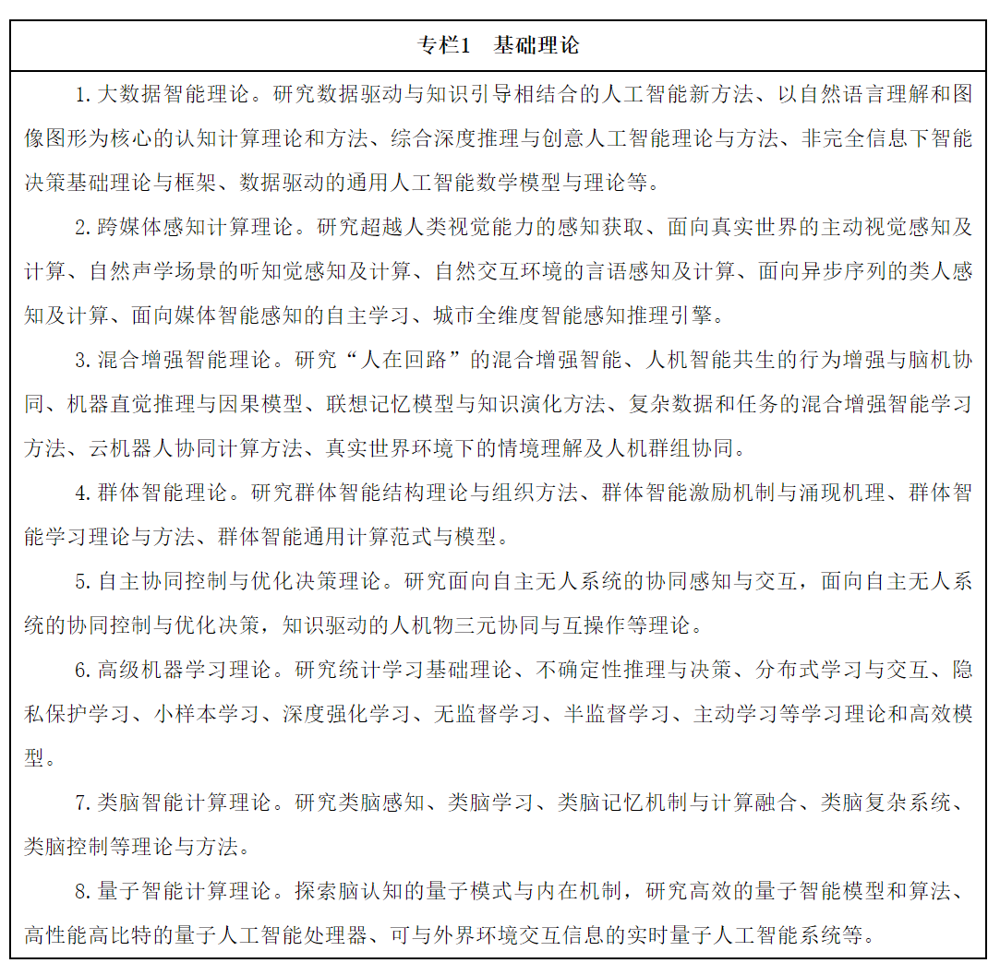 专栏1　基础理论
1.大数据智能理论。研究数据驱动与知识引导相结合的人工智能新方法、以自然语言理解和图
像图形为核心的认知计算理论和方法、综合深度推理与创意人工智能理论与方法、非完全信息下智能
决策基础理论与框架、数据驱动的通用人工智能数学模型与理论等。
2.跨媒体感知计算理论。研究超越人类视觉能力的感知获取、面向真实世界的主动视觉感知及
计算、自然声学场景的听知觉感知及计算、自然交互环境的言语感知及计算、面向异步序列的类人感
知及计算、面向媒体智能感知的自主学习、城市全维度智能感知推理引擎。
3.混合增强智能理论。研究“人在回路”的混合增强智能、人机智能共生的行为增强与脑机协
同、机器直觉推理与因果模型、联想记忆模型与知识演化方法、复杂数据和任务的混合增强智能学习
方法、云机器人协同计算方法、真实世界环境下的情境理解及人机群组协同。
4.群体智能理论。研究群体智能结构理论与组织方法、群体智能激励机制与涌现机理、群体智
能学习理论与方法、群体智能通用计算范式与模型。
5.自主协同控制与优化决策理论。研究面向自主无人系统的协同感知与交互，面向自主无人系
统的协同控制与优化决策，知识驱动的人机物三元协同与互操作等理论。
6.高级机器学习理论。研究统计学习基础理论、不确定性推理与决策、分布式学习与交互、隐
私保护学习、小样本学习、深度强化学习、无监督学习、半监督学习、主动学习等学习理论和高效模
型。
7.类脑智能计算理论。研究类脑感知、类脑学习、类脑记忆机制与计算融合、类脑复杂系统、
类脑控制等理论与方法。
8.量子智能计算理论。探索脑认知的量子模式与内在机制，研究高效的量子智能模型和算法、
高性能高比特的量子人工智能处理器、可与外界环境交互信息的实时量子人工智能系统等。